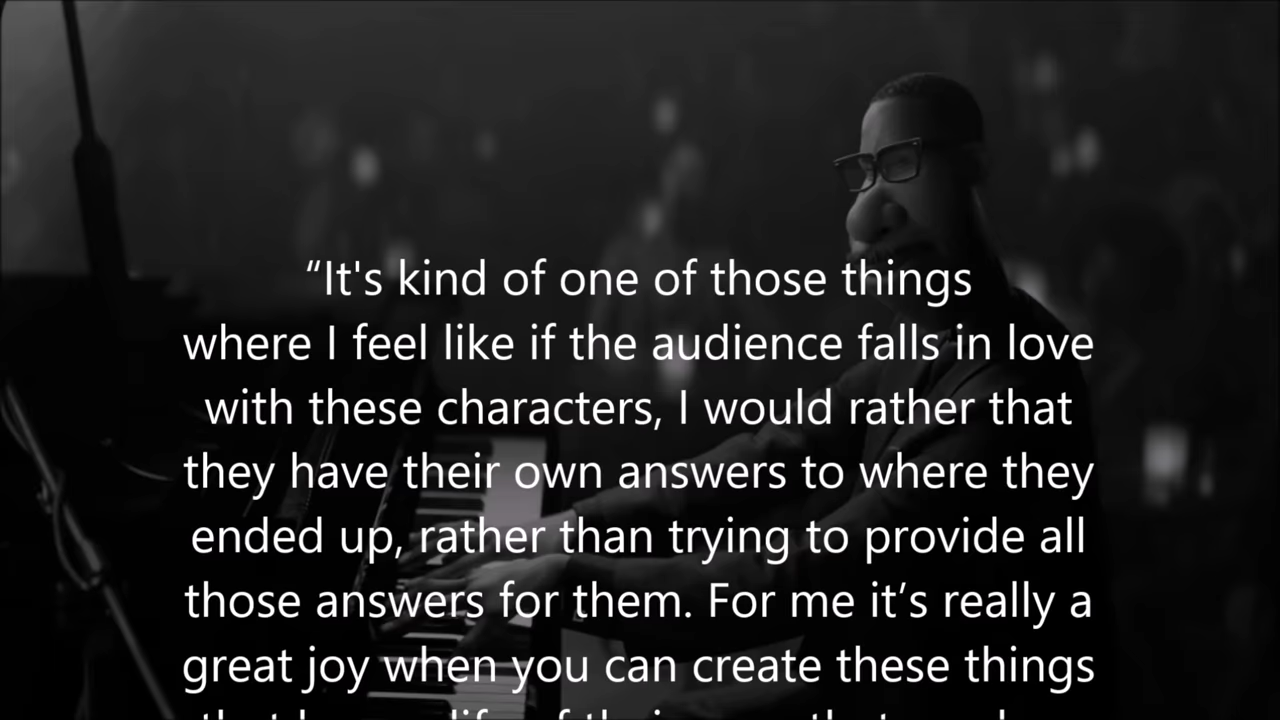 “It's kind of one of those things
where I feel like if the audience falls in love
with these characters, I would rather that
they have their own answers to where they
ended up, rather than trying to provide all
those answers for them. For me it’s really a
great joy when you can create these things